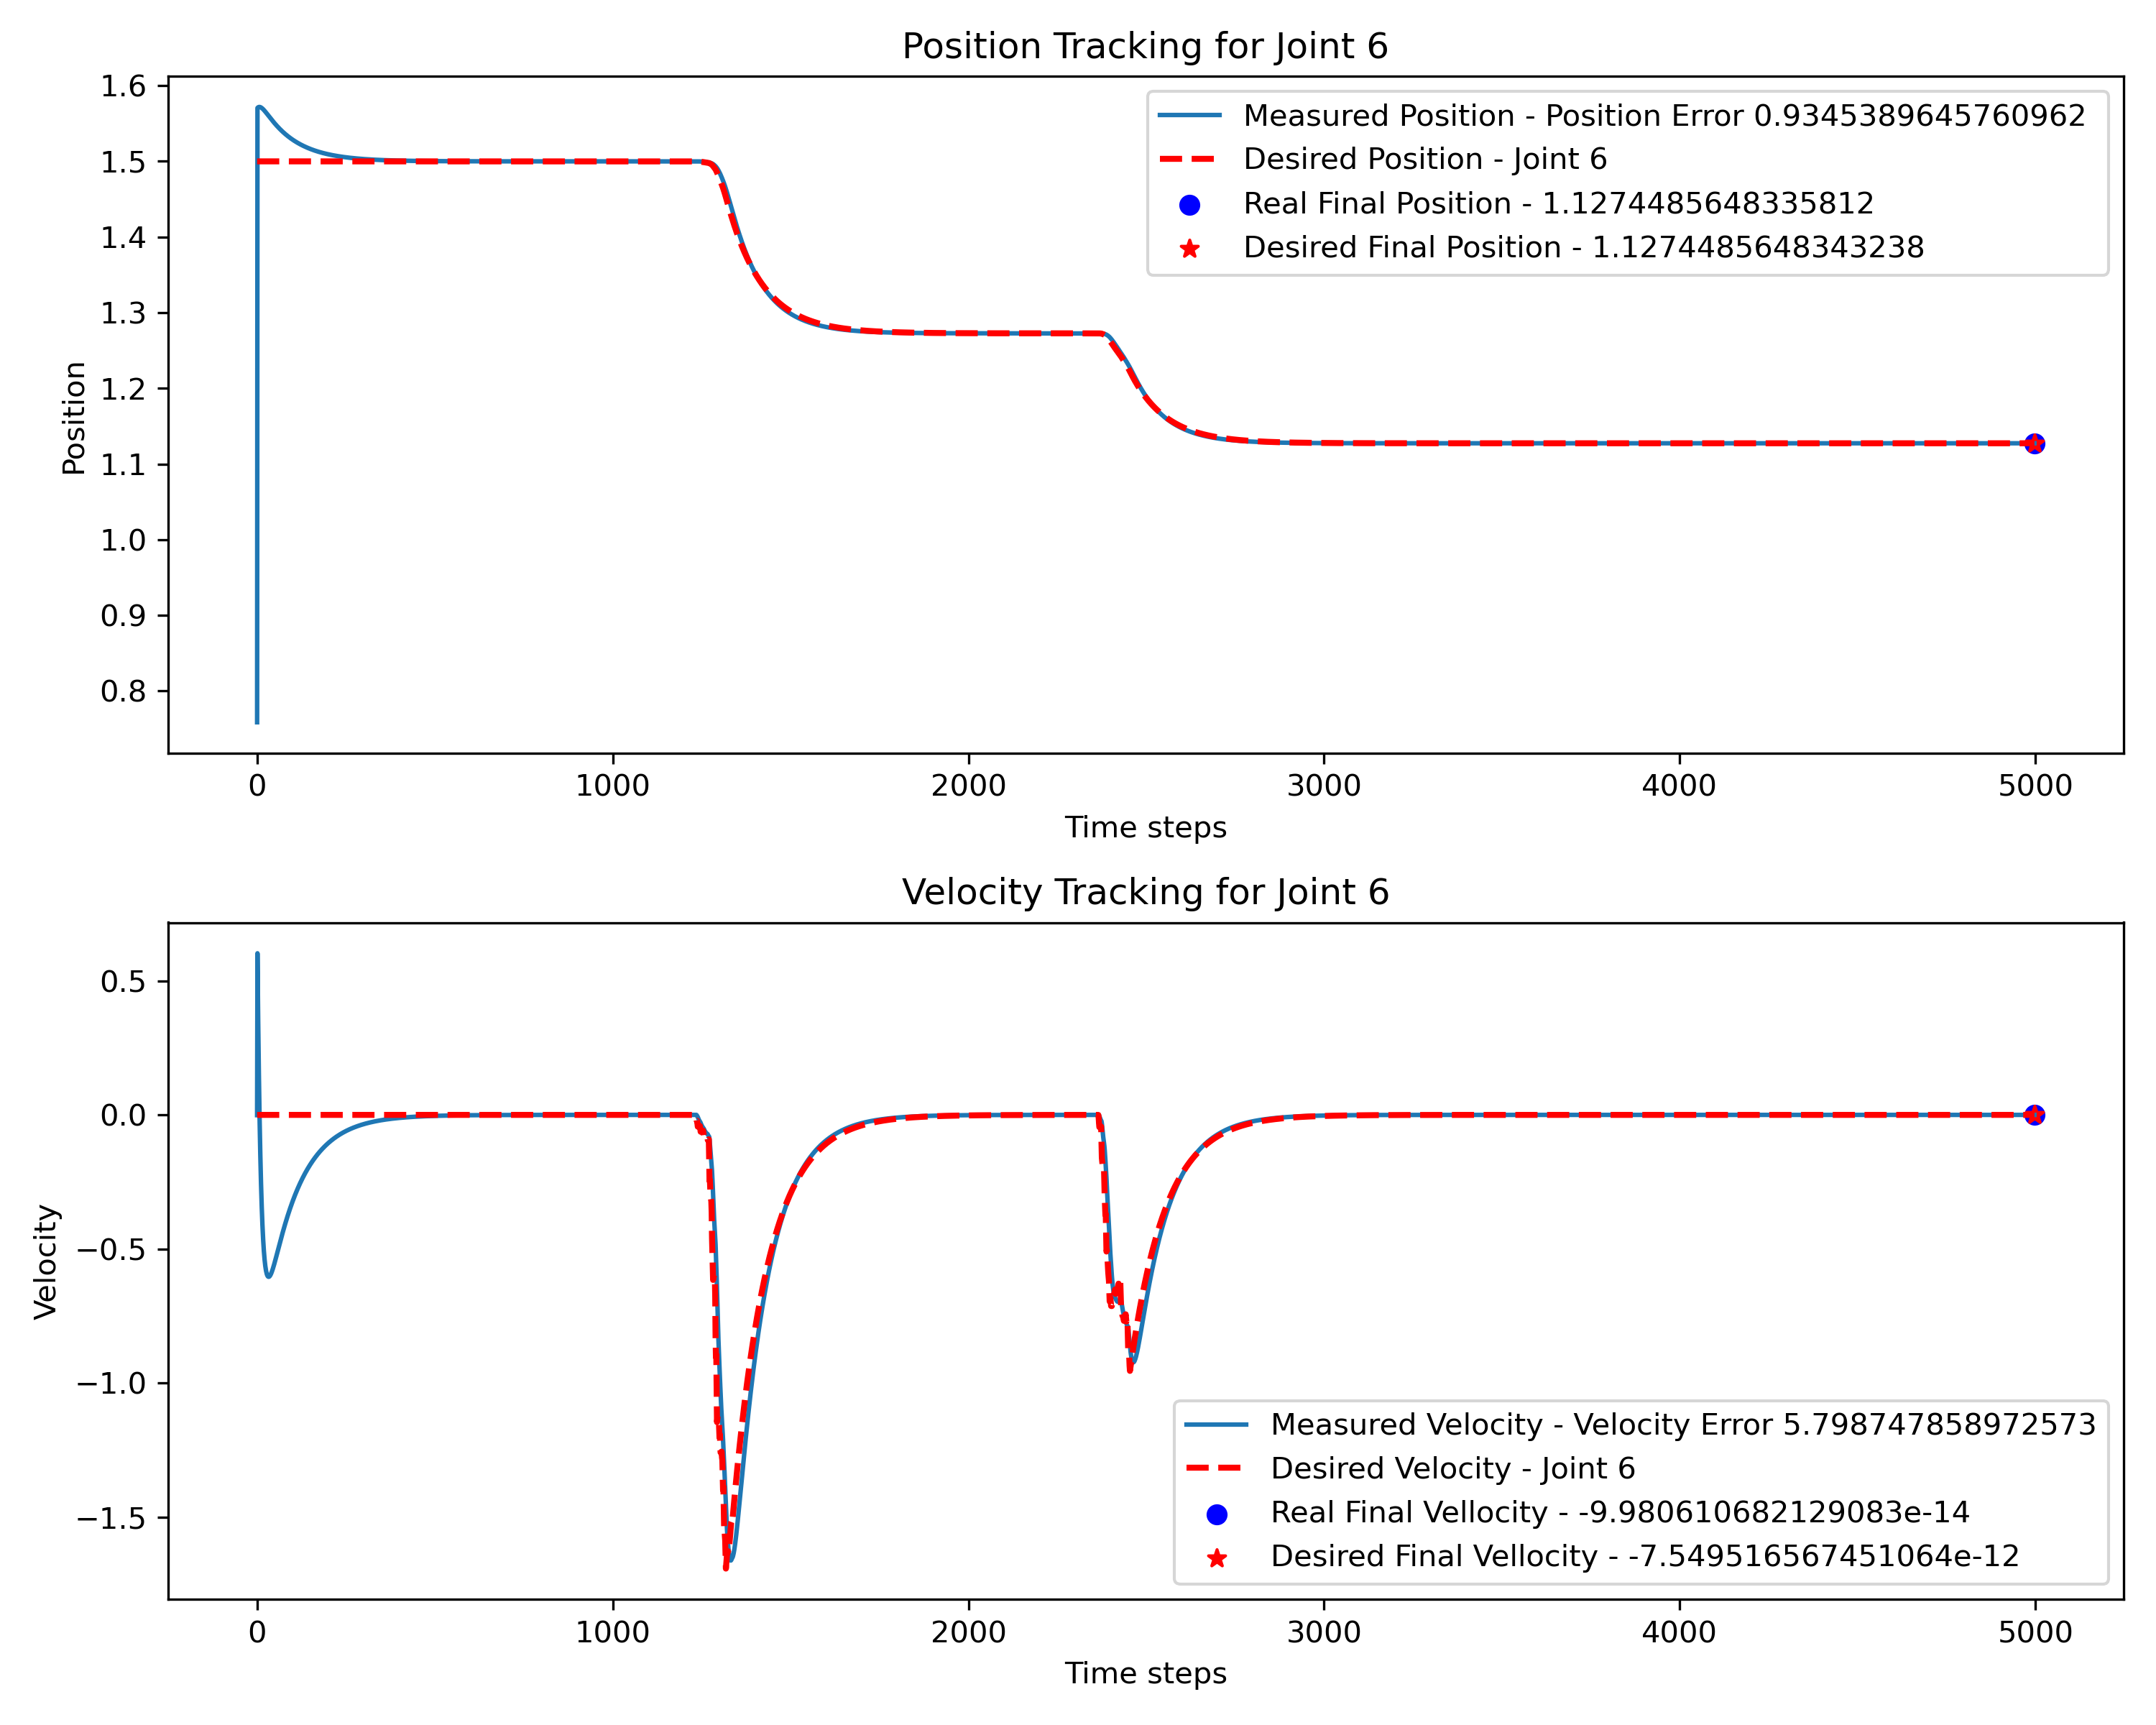 Position Tracking for Joint 6
1.6
1.5
1.4
1.3
1.2
1.1
1.0
0.9
0.8
Position
Measured Position - Position Error 0.9345389645760962
Desired Position - Joint 6
Real Final Position - 1.1274485648335812
Desired Final Position - 1.1274485648343238
0 1000 2000 3000 4000 5000
Time steps
Velocity Tracking for Joint 6
0.5
0.0
−0.5
−1.0
−1.5
Velocity
Measured Velocity - Velocity Error 5.798747858972573
Desired Velocity - Joint 6
Real Final Vellocity - -9.980610682129083e-14
Desired Final Vellocity - -7.549516567451064e-12
0 1000 2000 3000 4000 5000
Time steps